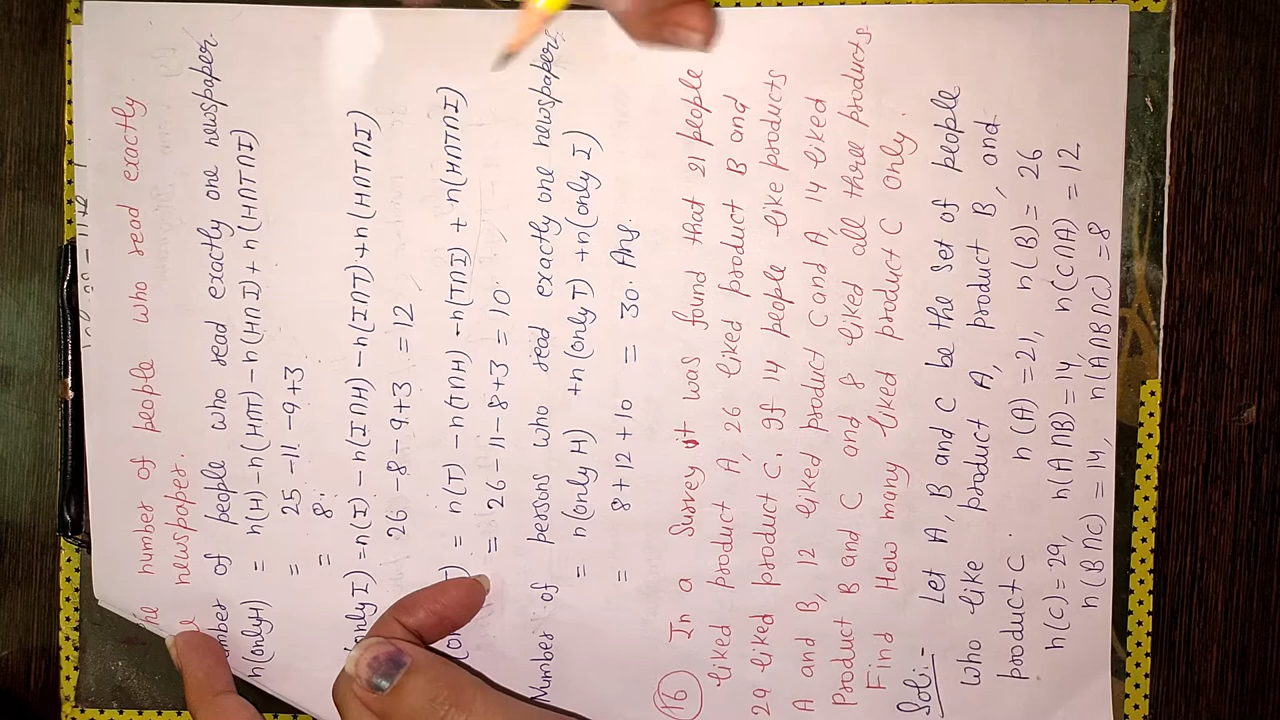 he number of people who read exactly
newspaper.
mber of people who read exactly one newspaper.
n(only H) = n(H) - n(H∩T) - n(H∩I) + n(H∩T∩I)
= 25 - 11 - 9 + 3
= 8.
(only I) = n(I) - n(I∩H) - n(I∩T) + n(H∩T∩I)
26 - 8 - 9 + 3 = 12
= n(T) - n(T∩H) - n(T∩I) + n(H∩T∩I)
= 26 - 11 - 8 + 3 = 10.
Number of persons who read exactly one newspaper.
= n(only H) + n(only T) + n(only I)
= 8 + 12 + 10 = 30. Ans.
16 In a Survey it was found that 21 people
liked product A, 26 liked product B and
29 liked product C. If 14 people like products
A and B, 12 liked product C and A, 14 liked
product B and C and 8 liked all three products
Find How many liked product C only.
Sol:- Let A, B and C be the set of people
who like product A, product B, and
product C. n(A) = 21, n(B) = 26
n(C) = 29, n(A∩B) = 14, n(C∩A) = 12
n(B∩C) = 14, n(A∩B∩C) = 8